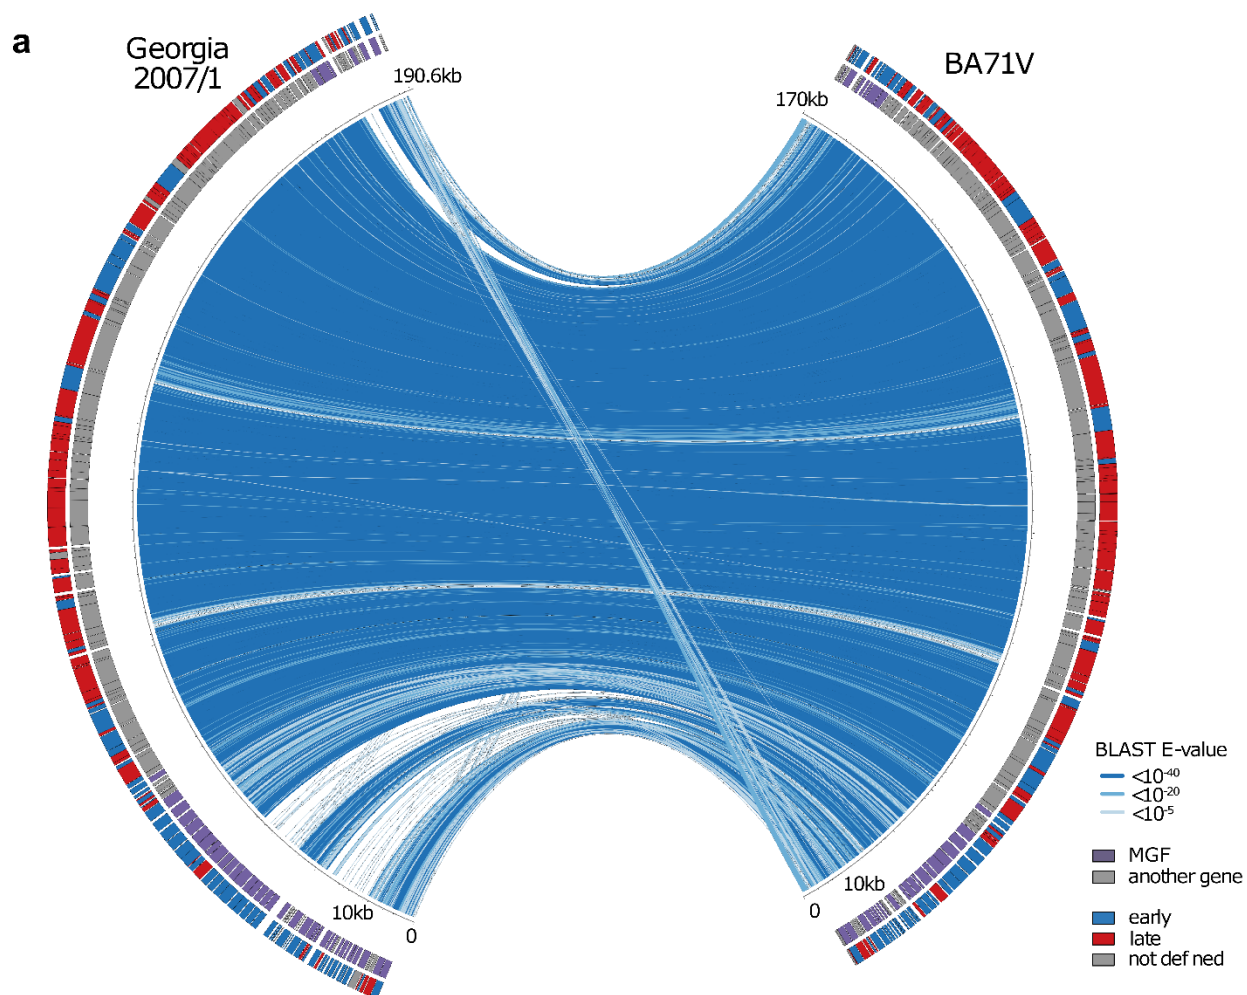 a
Georgia
2007/1
BA71V
190.6kb
170kb
10kb
0
10kb
0
BLAST E-value
<10⁻⁴⁰
<10⁻²⁰
<10⁻⁵
MGF
another gene
early
late
not def ned